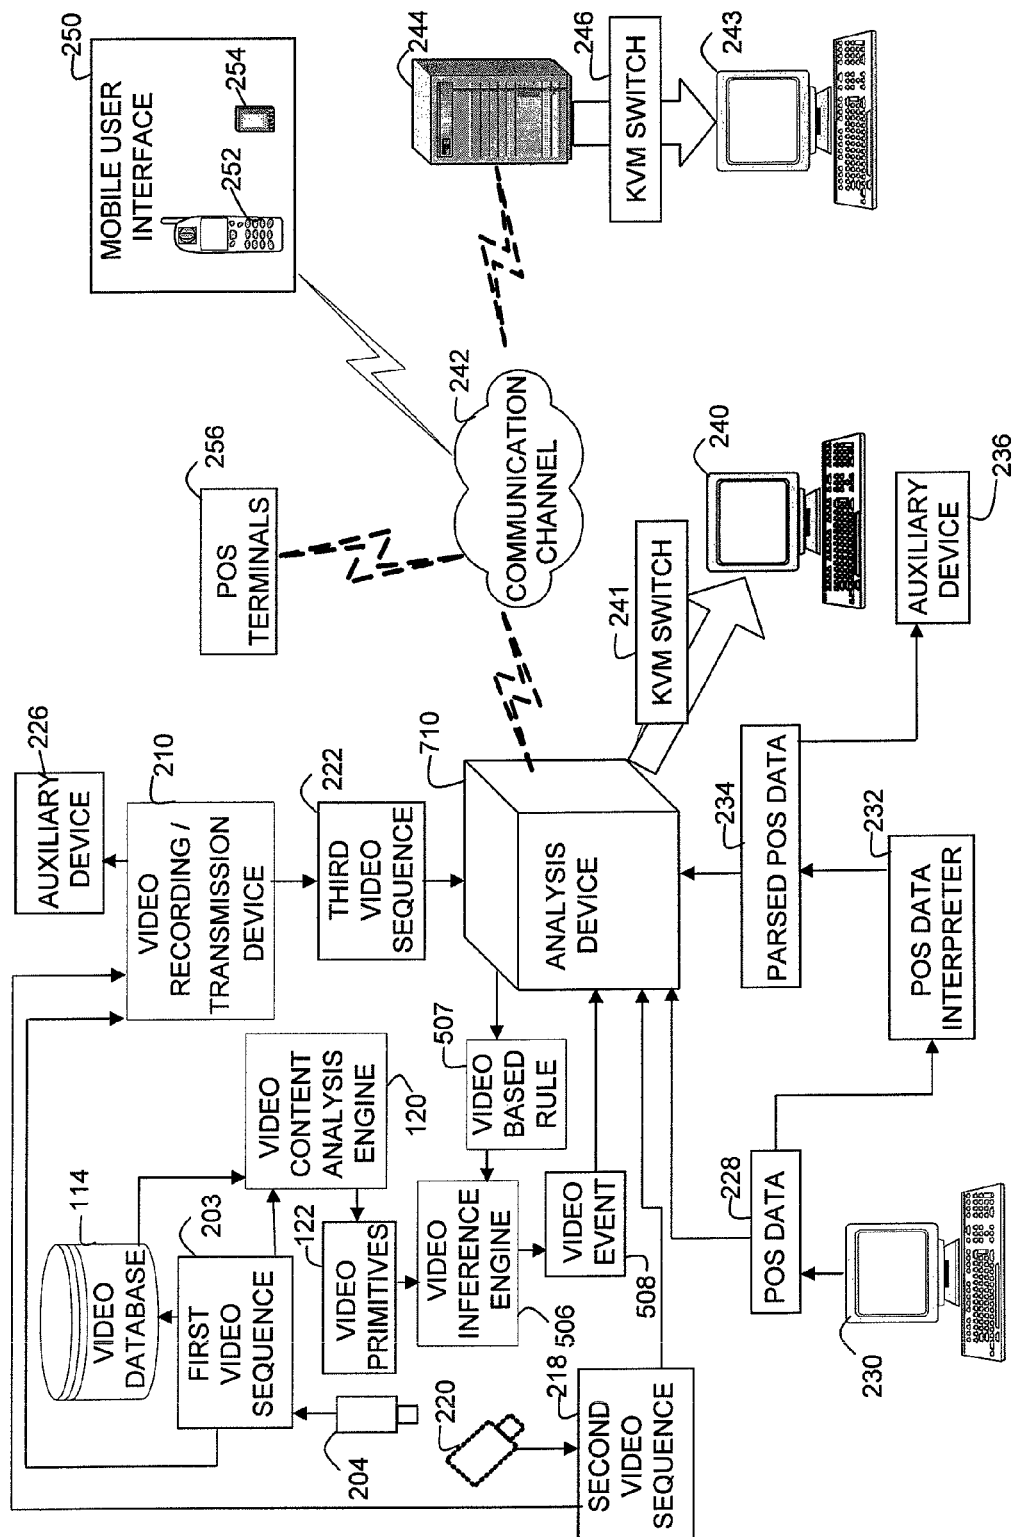 114
VIDEO
DATABASE
203
FIRST
VIDEO
SEQUENCE
204
VIDEO
CONTENT
ANALYSIS
ENGINE
120
122
VIDEO
PRIMITIVES
VIDEO
INFERENCE
ENGINE
506
507
VIDEO
BASED
RULE
VIDEO
EVENT
508
220
218
SECOND
VIDEO
SEQUENCE
AUXILIARY
DEVICE
226
VIDEO
RECORDING /
TRANSMISSION
DEVICE
210
THIRD
VIDEO
SEQUENCE
222
ANALYSIS
DEVICE
710
POS DATA
228
230
POS DATA
INTERPRETER
232
PARSED POS DATA
234
AUXILIARY
DEVICE
236
KVM SWITCH
241
240
COMMUNICATION
CHANNEL
242
POS
TERMINALS
256
MOBILE USER
INTERFACE
250
252
254
244
KVM SWITCH
246
243